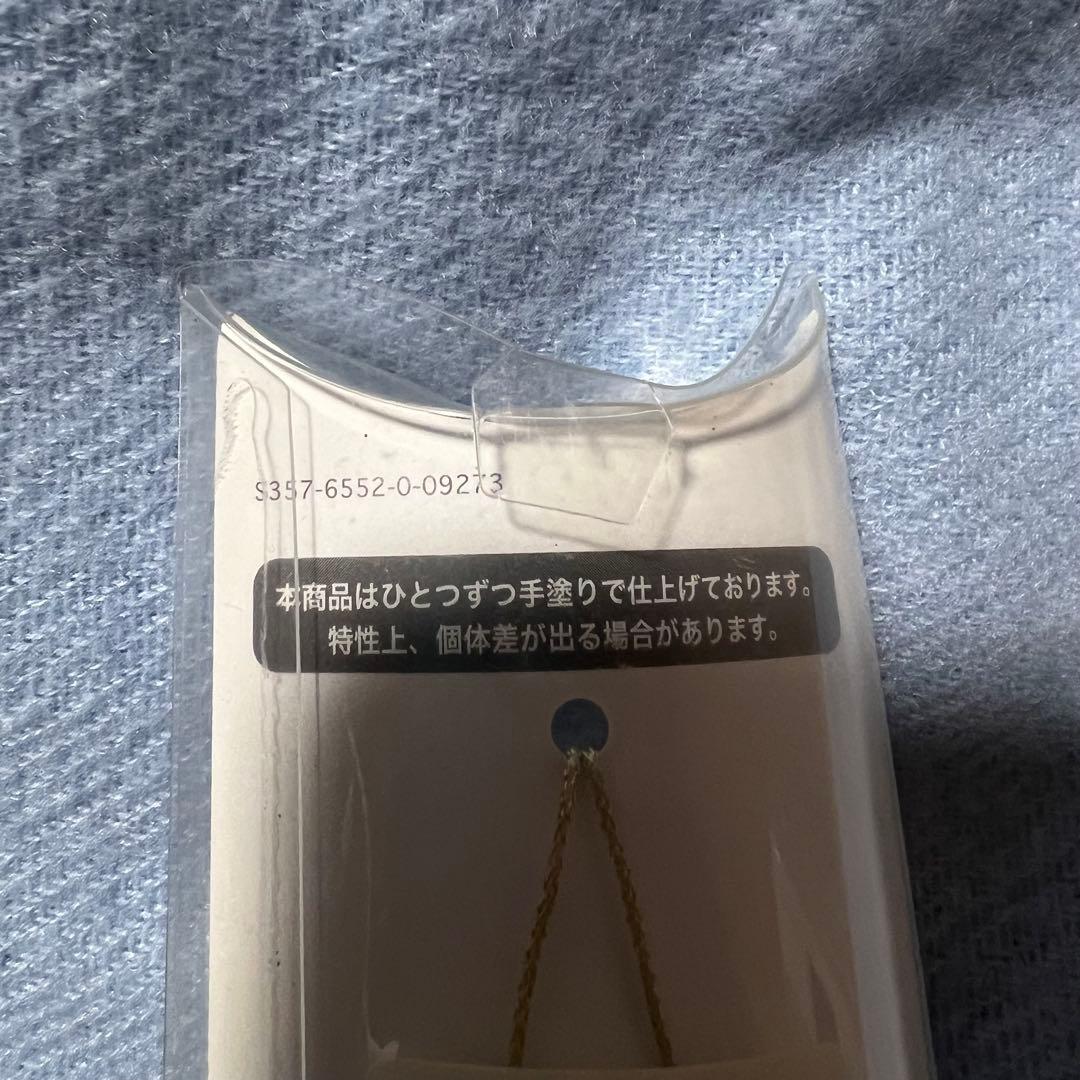 S357-6552-0-09273
本商品はひとつずつ手塗りで仕上げております。
特性上、個体差が出る場合があります。